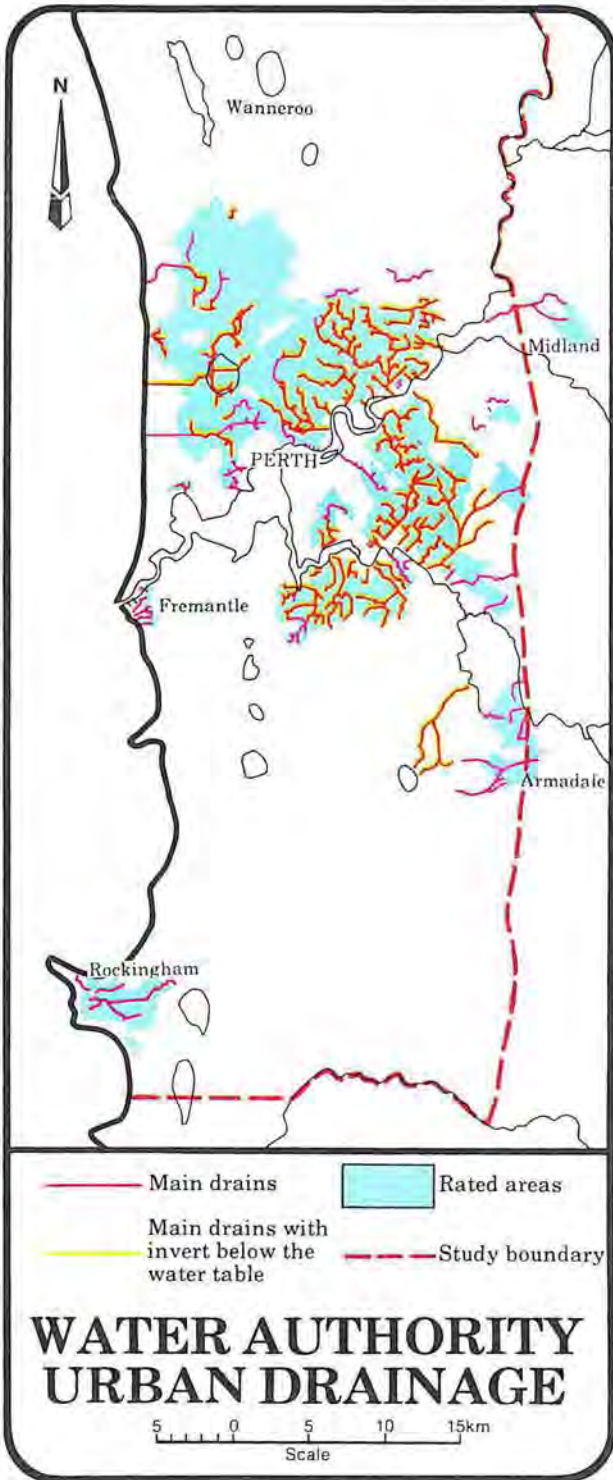 N
Wanneroo
Midland
PERTH
Fremantle
Armadale
Rockingham
Main drains
Rated areas
Main drains with
invert below the
water table
Study boundary
WATER AUTHORITY
URBAN DRAINAGE
5 0 5 10 15km
Scale